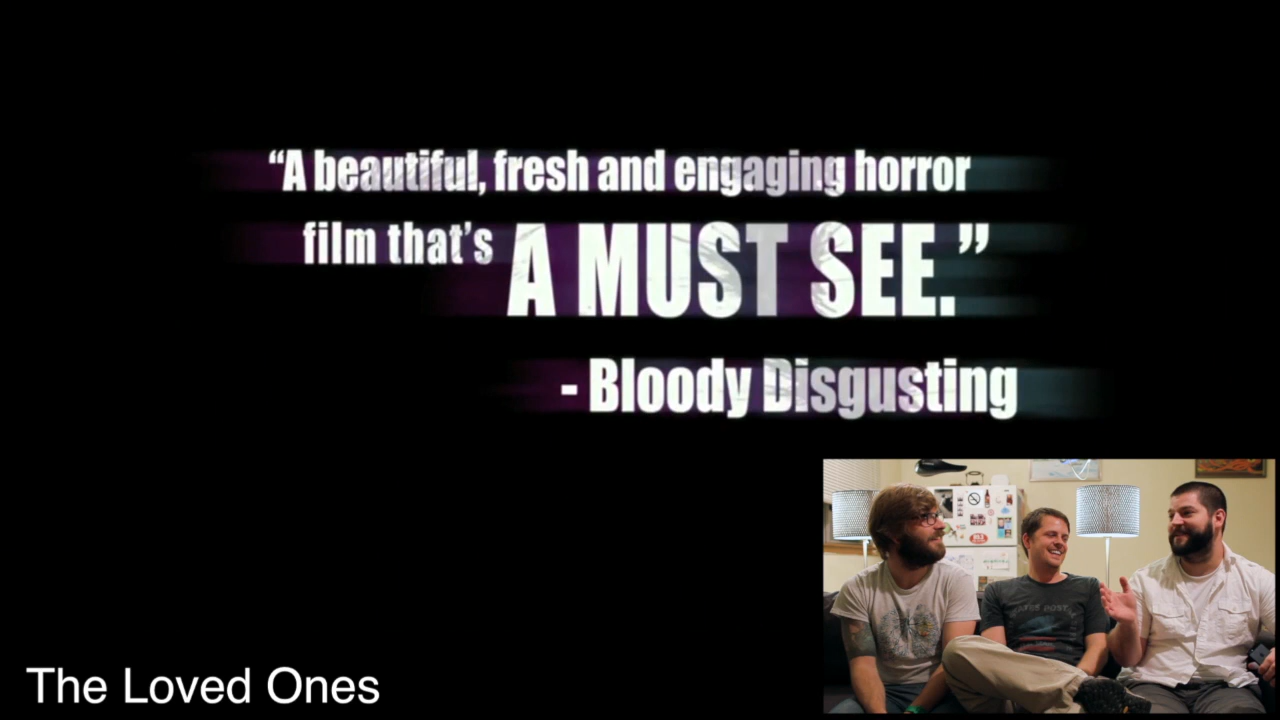 “A beautiful, fresh and engaging horror
film that’s A MUST SEE.”
- Bloody Disgusting
The Loved Ones